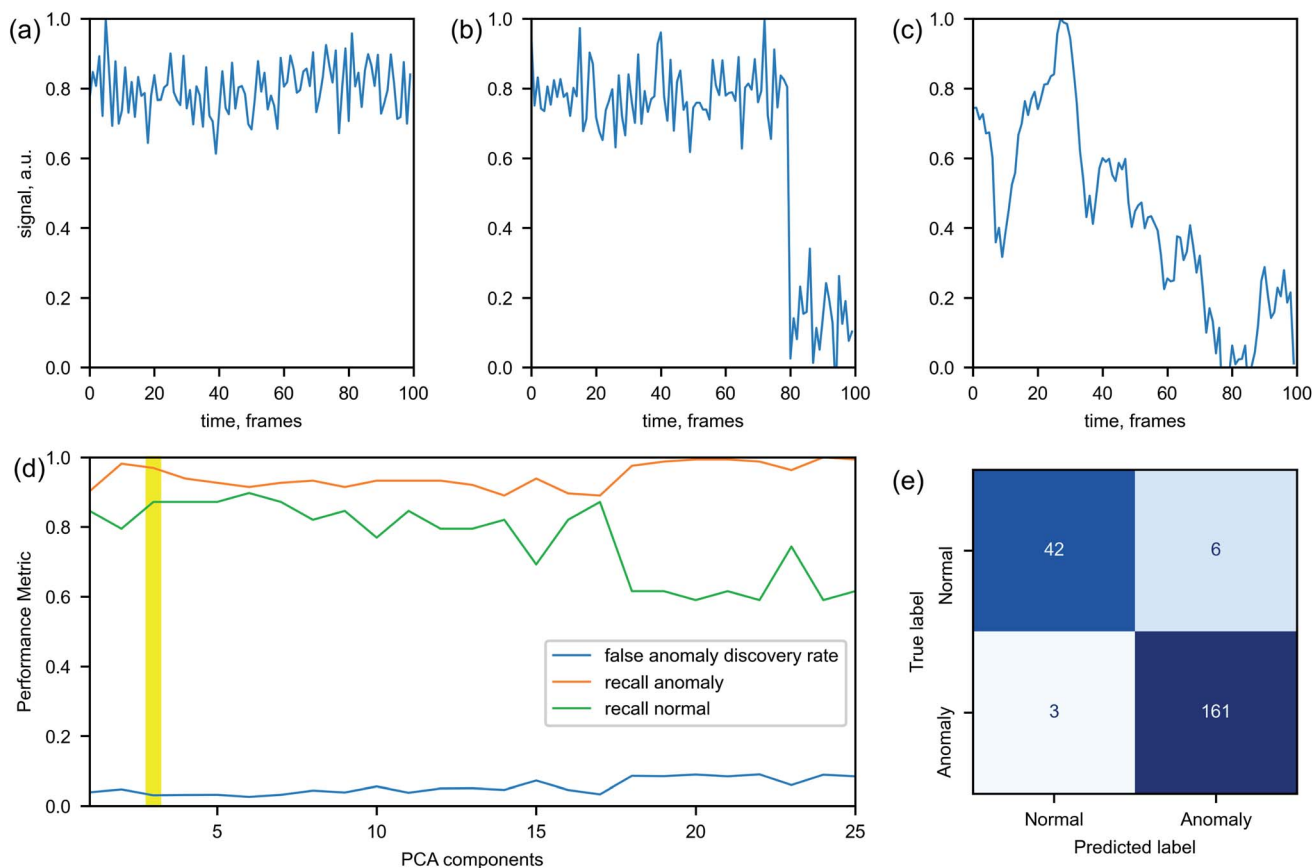 (a)
1.0
0.8
0.6
0.4
0.2
0.0
signal, a.u.
0 20 40 60 80 100
time, frames
(b)
1.0
0.8
0.6
0.4
0.2
0.0
0 20 40 60 80 100
time, frames
(c)
1.0
0.8
0.6
0.4
0.2
0.0
0 20 40 60 80 100
time, frames
(d)
1.0
0.8
0.6
0.4
0.2
0.0
Performance Metric
false anomaly discovery rate
recall anomaly
recall normal
5 10 15 20 25
PCA components
(e)
True label
Normal
Anomaly
42 6
3 161
Normal Anomaly
Predicted label